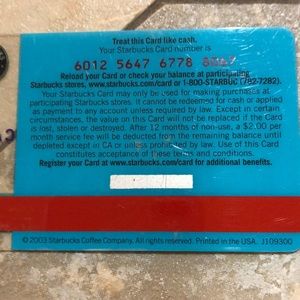 Treat this Card like cash.
Your Starbucks Card number is
6012 5647 6778
Reload your Card or check your balance at participating
Starbucks stores, www.starbucks.com/card or 1-800-STARBUC (782-7282).
Your Starbucks Card may only be used for making purchases at
participating Starbucks stores. It cannot be redeemed for cash or applied
as payment to any account unless required by law. Except in certain
circumstances, the value on this Card will not be replaced if the Card
is lost, stolen or destroyed. After 12 months of non-use, a $2.00 per
month service fee will be deducted from the remaining balance until
depleted except in CA or unless prohibited by law. Use of this Card
constitutes acceptance of these terms and conditions.
Register your Card at www.starbucks.com/card for additional benefits.
© 2003 Starbucks Coffee Company. All rights reserved. Printed in the USA. J109300